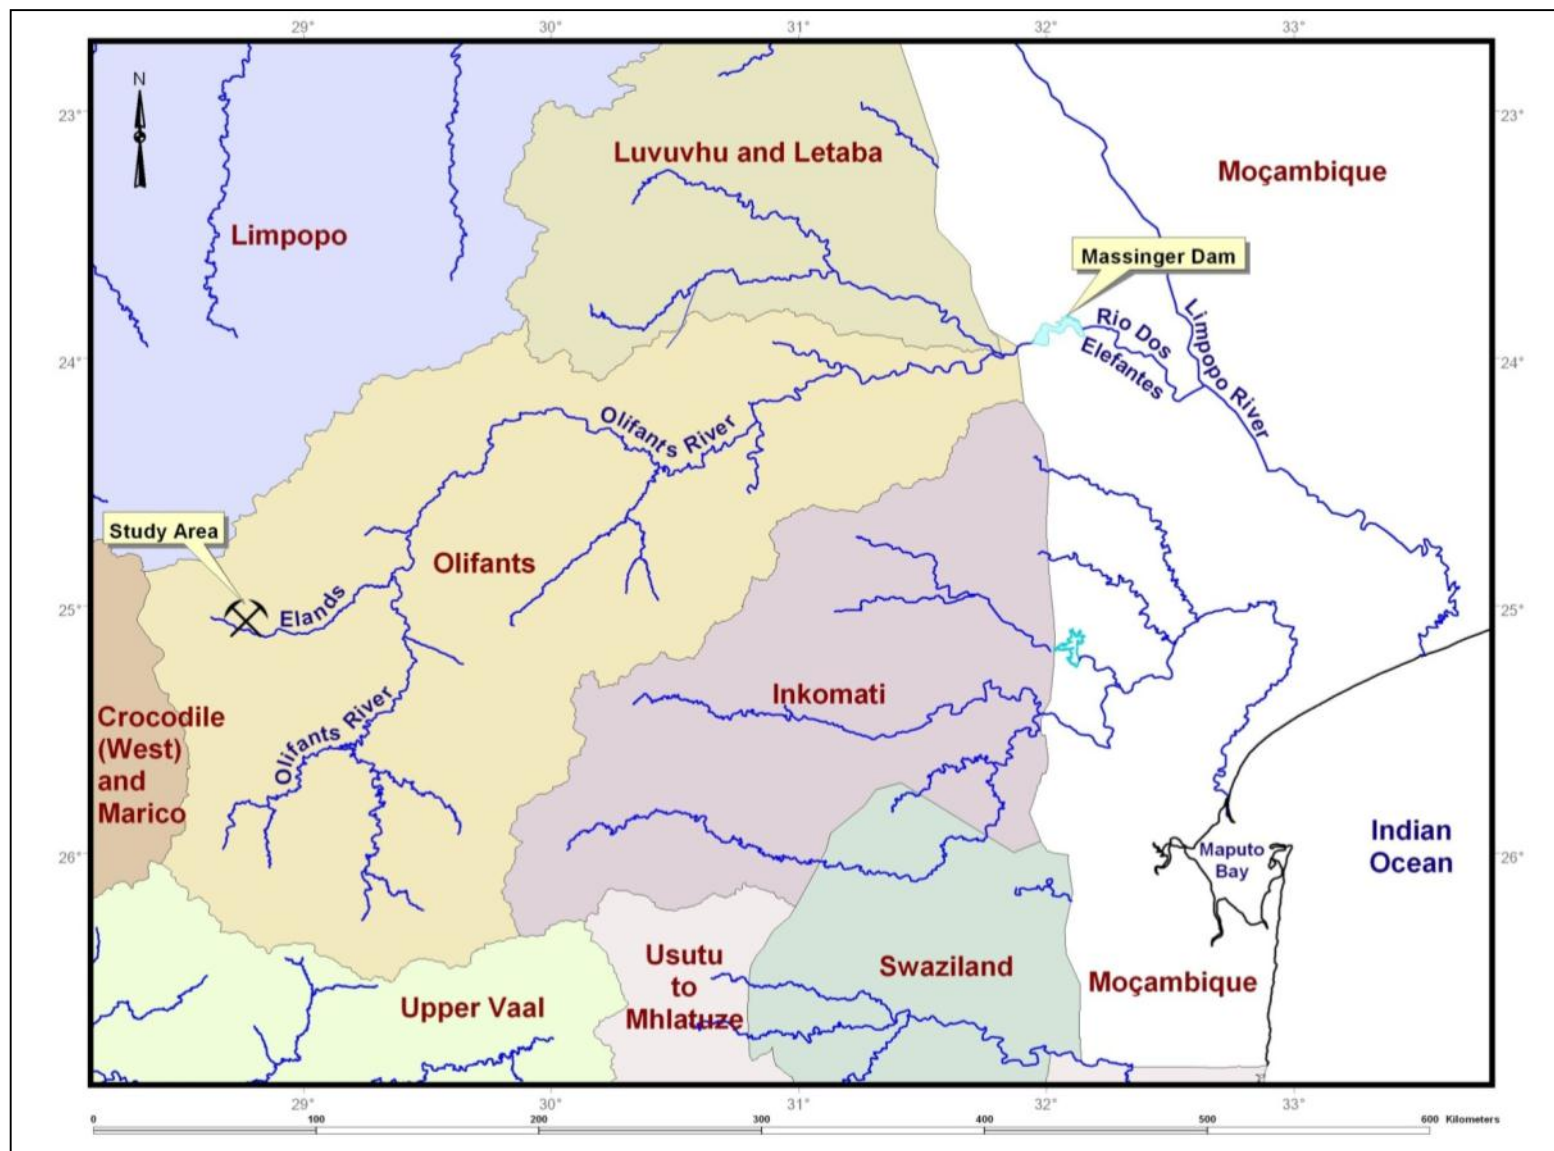 29°
30°
31°
32°
33°
N
23°
23°
Luvuvhu and Letaba
Moçambique
Limpopo
Massinger Dam
Rio Dos
Elefantes
Limpopo River
24°
24°
Olifants River
Study Area
Olifants
Elands
25°
25°
Inkomati
Olifants River
Crocodile
(West)
and
Marico
Indian
Ocean
26°
26°
Maputo
Bay
Usutu
to
Mhlatuze
Swaziland
Moçambique
Upper Vaal
29°
30°
31°
32°
33°
0
100
200
300
400
500
600 Kilometers